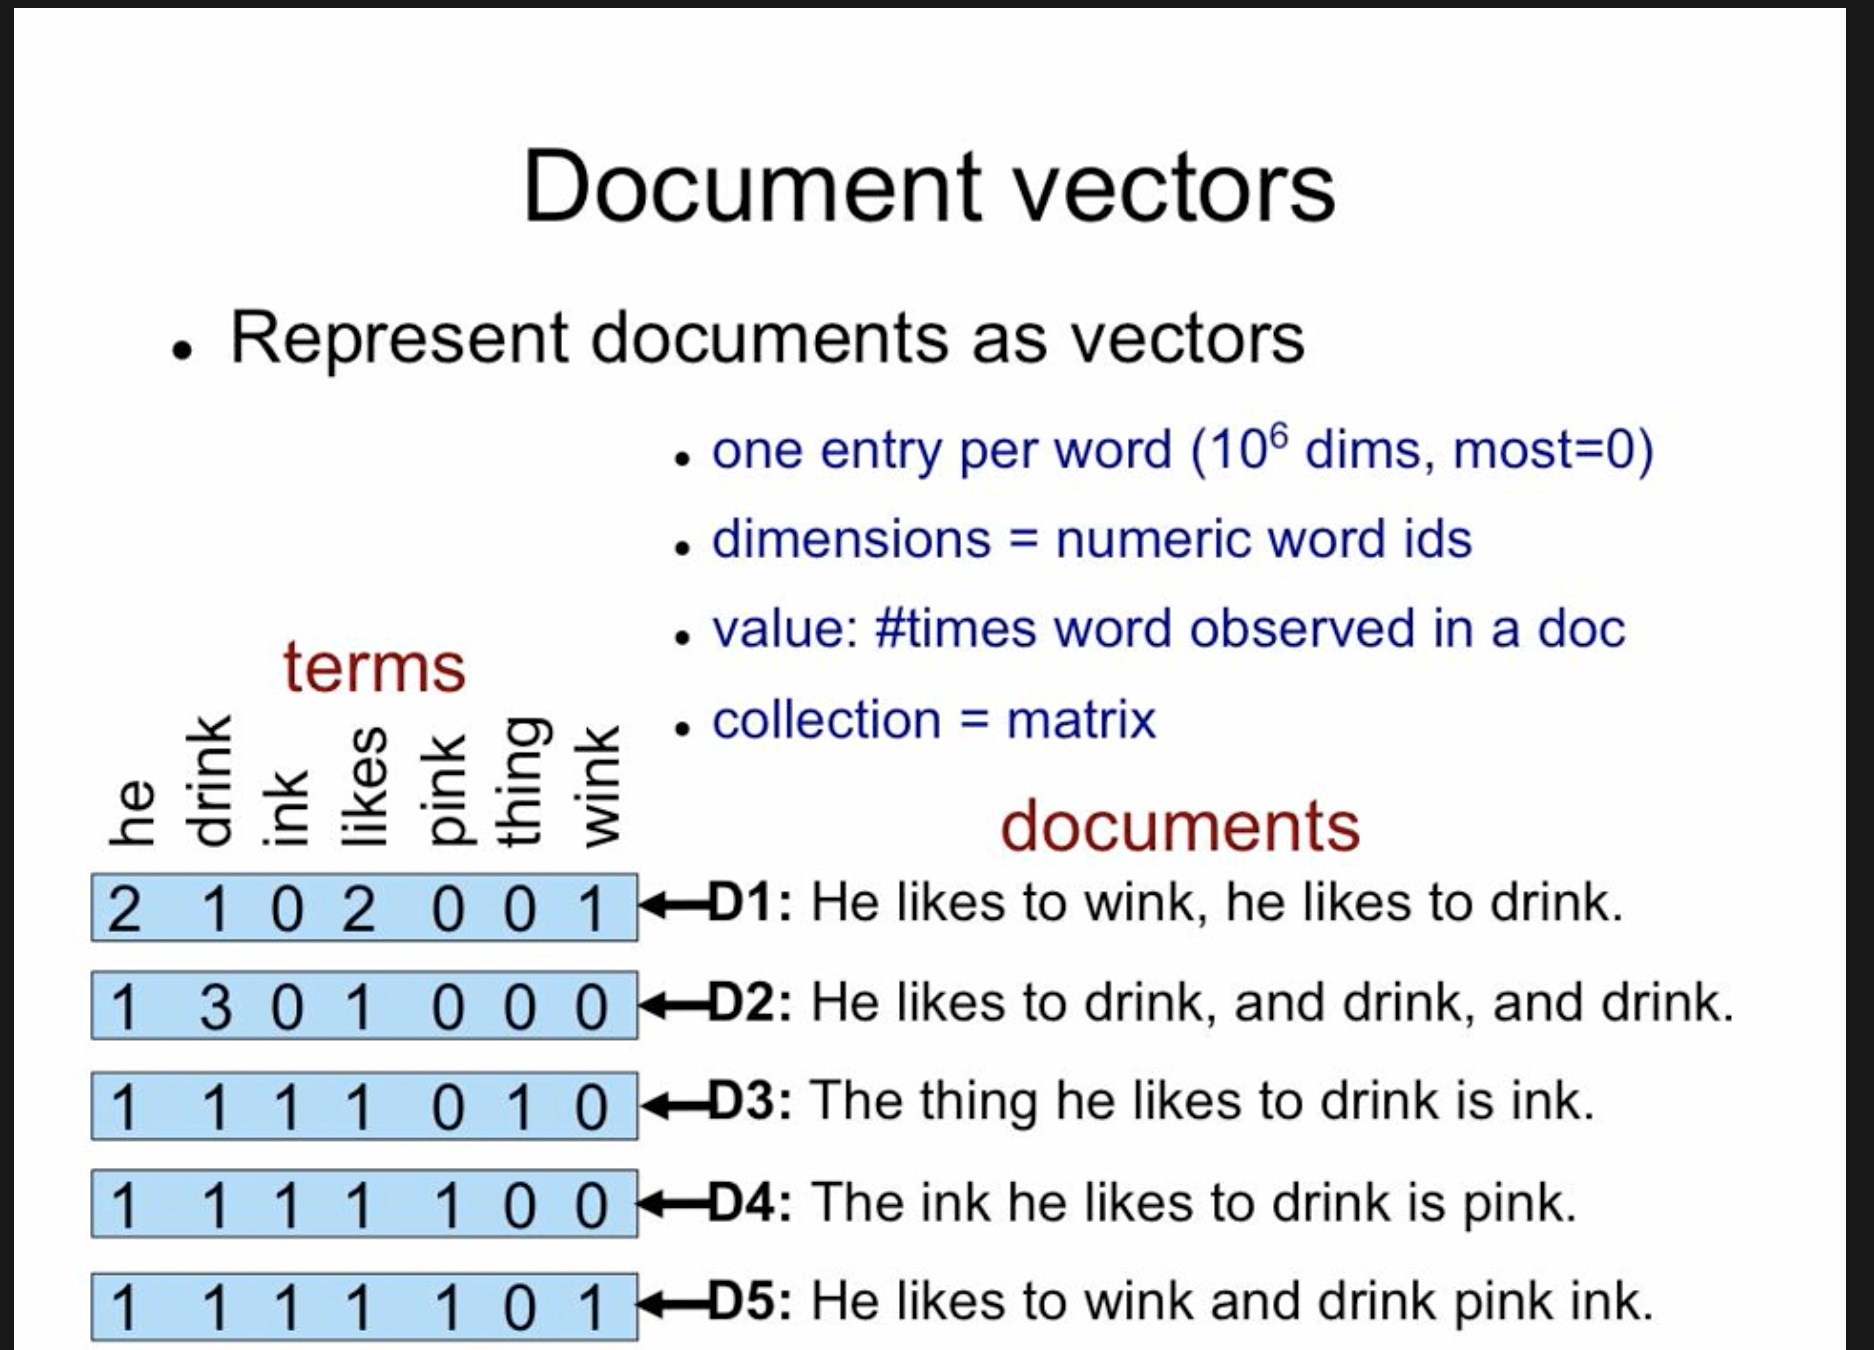 Document vectors
• Represent documents as vectors
• one entry per word (10⁶ dims, most=0)
• dimensions = numeric word ids
• value: #times word observed in a doc
• collection = matrix
terms
he drink ink likes pink thing wink
documents
2 1 0 2 0 0 1 D1: He likes to wink, he likes to drink.
1 3 0 1 0 0 0 D2: He likes to drink, and drink, and drink.
1 1 1 1 0 1 0 D3: The thing he likes to drink is ink.
1 1 1 1 1 0 0 D4: The ink he likes to drink is pink.
1 1 1 1 1 0 1 D5: He likes to wink and drink pink ink.